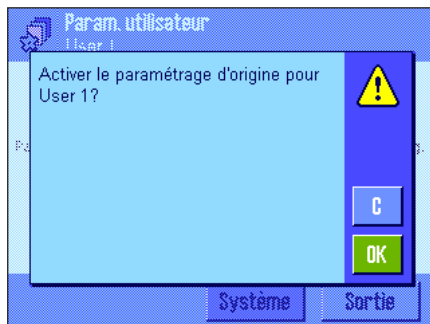 Param. utilisateur
User 1
Activer le paramétrage d'origine pour
User 1?
C
OK
Système
Sortie